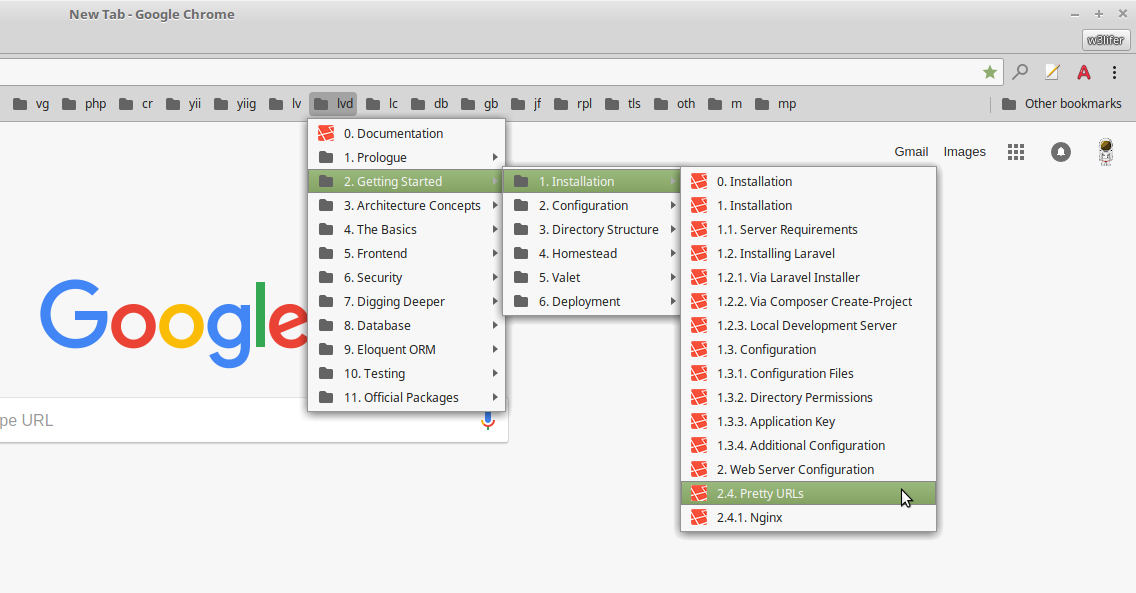 New Tab - Google Chrome
w3lifer
vg php cr yii yiig lv lvd lc db gb jf rpl tls oth m mp Other bookmarks
Gmail Images
Google
pe URL
0. Documentation
1. Prologue
2. Getting Started
3. Architecture Concepts
4. The Basics
5. Frontend
6. Security
7. Digging Deeper
8. Database
9. Eloquent ORM
10. Testing
11. Official Packages
1. Installation
2. Configuration
3. Directory Structure
4. Homestead
5. Valet
6. Deployment
0. Installation
1. Installation
1.1. Server Requirements
1.2. Installing Laravel
1.2.1. Via Laravel Installer
1.2.2. Via Composer Create-Project
1.2.3. Local Development Server
1.3. Configuration
1.3.1. Configuration Files
1.3.2. Directory Permissions
1.3.3. Application Key
1.3.4. Additional Configuration
2. Web Server Configuration
2.4. Pretty URLs
2.4.1. Nginx